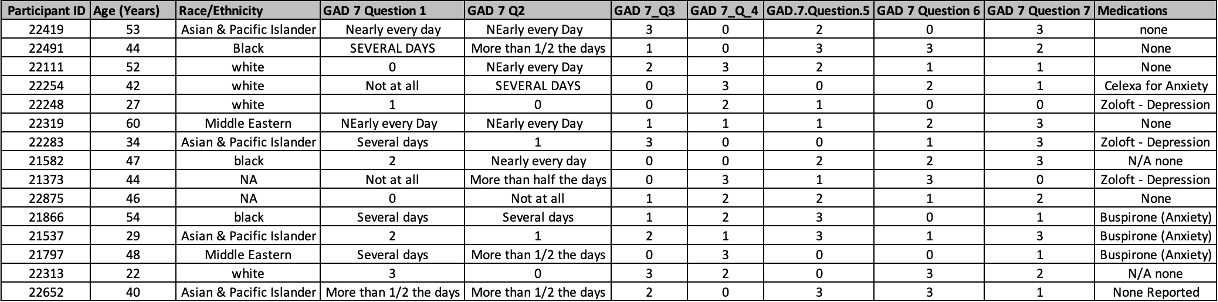 Participant ID Age (Years) Race/Ethnicity GAD 7 Question 1 GAD 7 Q2 GAD 7_Q3 GAD 7_Q_4 GAD.7.Question.5 GAD 7 Question 6 GAD 7 Question 7 Medications
22419 53 Asian & Pacific Islander Nearly every day NEarly every Day 3 0 2 0 3 none
22491 44 Black SEVERAL DAYS More than 1/2 the days 1 0 3 3 2 None
22111 52 white 0 NEarly every Day 2 3 2 1 1 None
22254 42 white Not at all SEVERAL DAYS 0 3 0 2 1 Celexa for Anxiety
22248 27 white 1 0 0 2 1 0 0 Zoloft - Depression
22319 60 Middle Eastern NEarly every Day NEarly every Day 1 1 1 2 3 None
22283 34 Asian & Pacific Islander Several days 1 3 0 0 1 3 Zoloft - Depression
21582 47 black 2 Nearly every day 0 0 2 2 3 N/A none
21373 44 NA Not at all More than half the days 0 3 1 3 0 Zoloft - Depression
22875 46 NA 0 Not at all 1 2 2 1 2 None
21866 54 black Several days Several days 1 2 3 0 1 Buspirone (Anxiety)
21537 29 Asian & Pacific Islander 2 1 2 1 3 1 3 Buspirone (Anxiety)
21797 48 Middle Eastern Several days More than 1/2 the days 0 3 0 0 1 Buspirone (Anxiety)
22313 22 white 3 0 3 2 0 3 2 N/A none
22652 40 Asian & Pacific Islander More than 1/2 the days More than 1/2 the days 2 0 3 3 1 None Reported